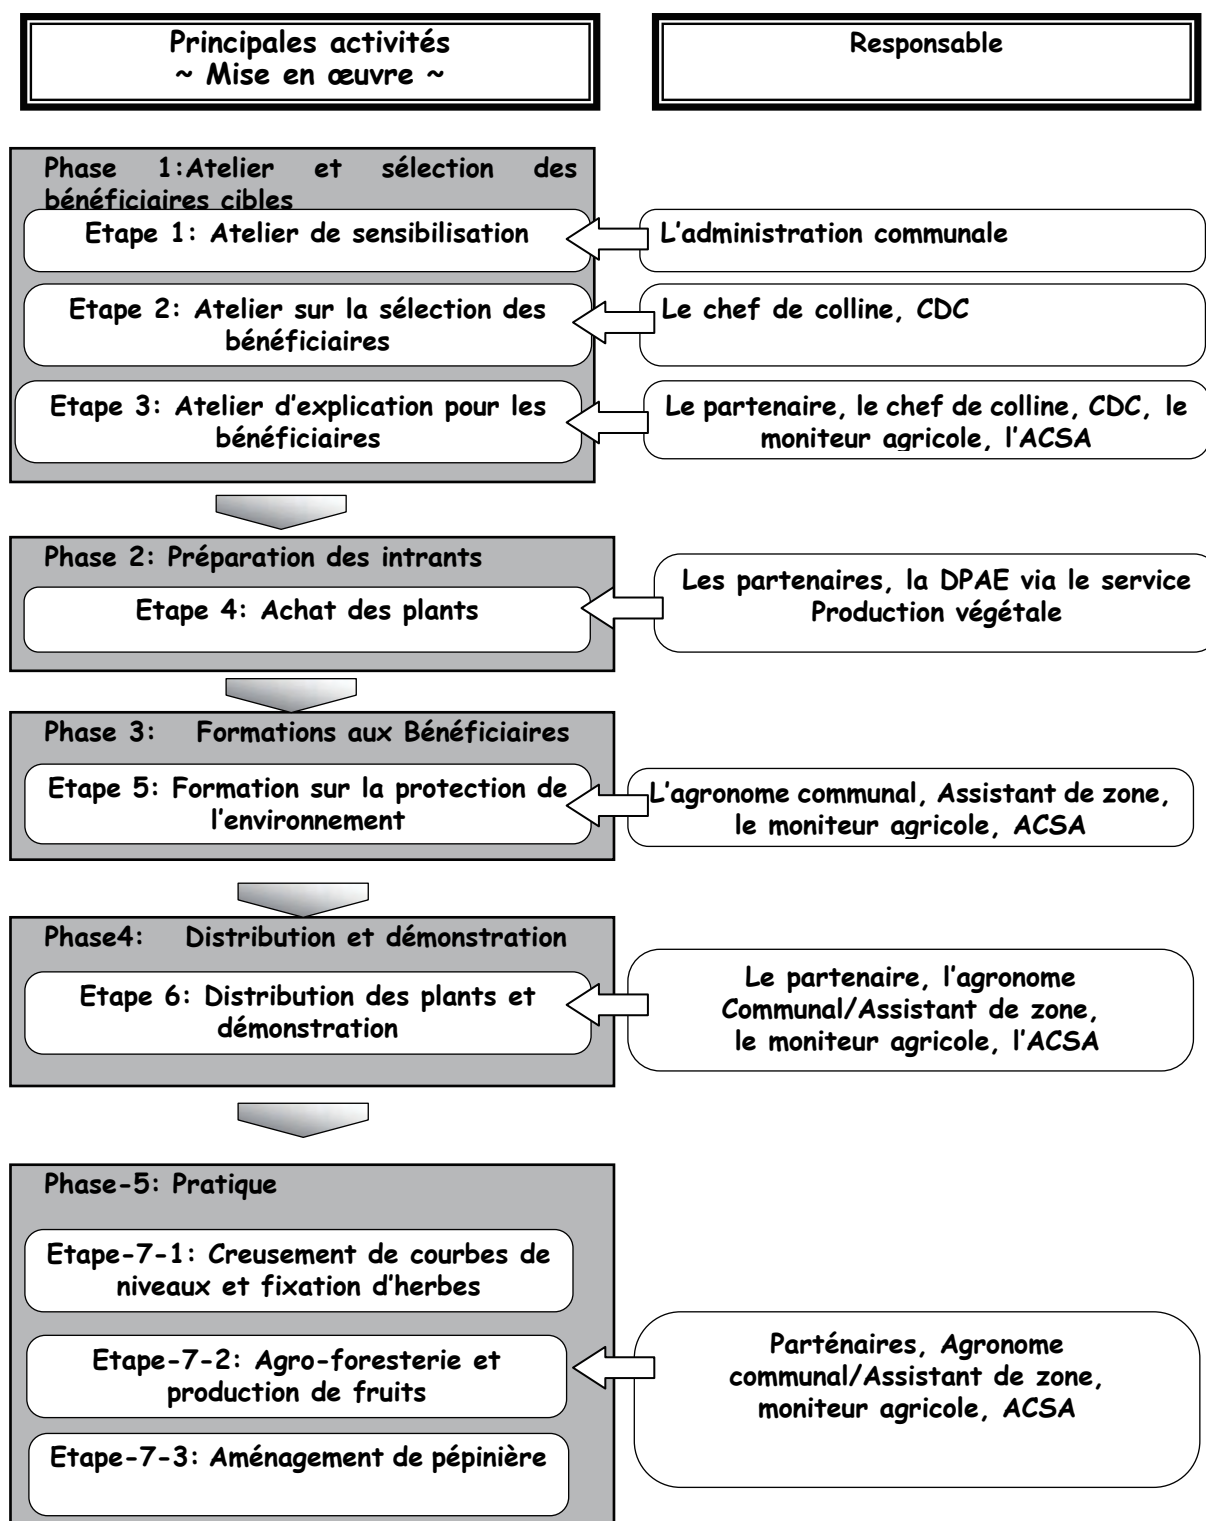 Principales activités
~ Mise en œuvre ~
Responsable
Phase 1:Atelier et sélection des
bénéficiaires cibles
Etape 1: Atelier de sensibilisation
L'administration communale
Etape 2: Atelier sur la sélection des
bénéficiaires
Le chef de colline, CDC
Etape 3: Atelier d'explication pour les
bénéficiaires
Le partenaire, le chef de colline, CDC, le
moniteur agricole, l'ACSA
Phase 2: Préparation des intrants
Etape 4: Achat des plants
Les partenaires, la DPAE via le service
Production végétale
Phase 3: Formations aux Bénéficiaires
Etape 5: Formation sur la protection de
l'environnement
L'agronome communal, Assistant de zone,
le moniteur agricole, ACSA
Phase4: Distribution et démonstration
Etape 6: Distribution des plants et
démonstration
Le partenaire, l'agronome
Communal/Assistant de zone,
le moniteur agricole, l'ACSA
Phase-5: Pratique
Etape-7-1: Creusement de courbes de
niveaux et fixation d'herbes
Etape-7-2: Agro-foresterie et
production de fruits
Parténaires, Agronome
communal/Assistant de zone,
moniteur agricole, ACSA
Etape-7-3: Aménagement de pépinière